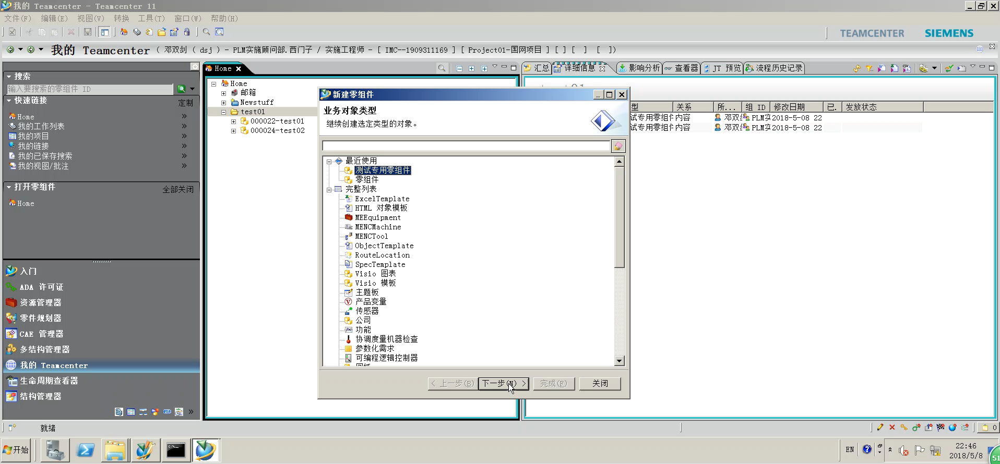 我的 Teamcenter - Teamcenter 11
文件(F) 编辑(E) 视图(V) 转换 工具(T) 窗口(W) 帮助(H)
TEAMCENTER SIEMENS
我的 Teamcenter ( 邓双剑 ( dsj ) - PLM实施顾问部.西门子 / 实施工程师 - [ IMC--1909311169 ] [ Project01-国网项目 ] [ ] [ ] [ ])
搜索
输入要搜索的零组件 ID
快速链接 定制
Home
我的工作列表
我的项目
我的链接
我的已保存搜索
我的视图/批注
打开零组件 全部关闭
Home
入门
ADA 许可证
资源管理器
零件规划器
CAE 管理器
多结构管理器
我的 Teamcenter
生命周期查看器
结构管理器
Home
Home
邮箱
Newstuff
test01
000022-test01
000024-test02
汇总 详细信息 影响分析 查看器 JT 预览 流程历史记录
型 关系 所... 组 ID 修改日期 已. 发放状态
试专用零组件 内容 邓双 PLM实 2018-5-08 22
试专用零组件 内容 邓双 PLM实 2018-5-08 22
新建零组件
业务对象类型
继续创建选定类型的对象。
最近使用
测试专用零组件
零组件
完整列表
ExcelTemplate
HTML 对象模板
MEEquipment
MENCMachine
MENCTool
ObjectTemplate
RouteLocation
SpecTemplate
Visio 图表
Visio 模板
主题板
产品变量
传感器
公司
功能
协调度量机器检查
参数化需求
可编程逻辑控制器
< 上一步(B) 下一步(N) > 完成(F) 关闭
就绪
0
开始
EN
22:46
2018/5/8
51